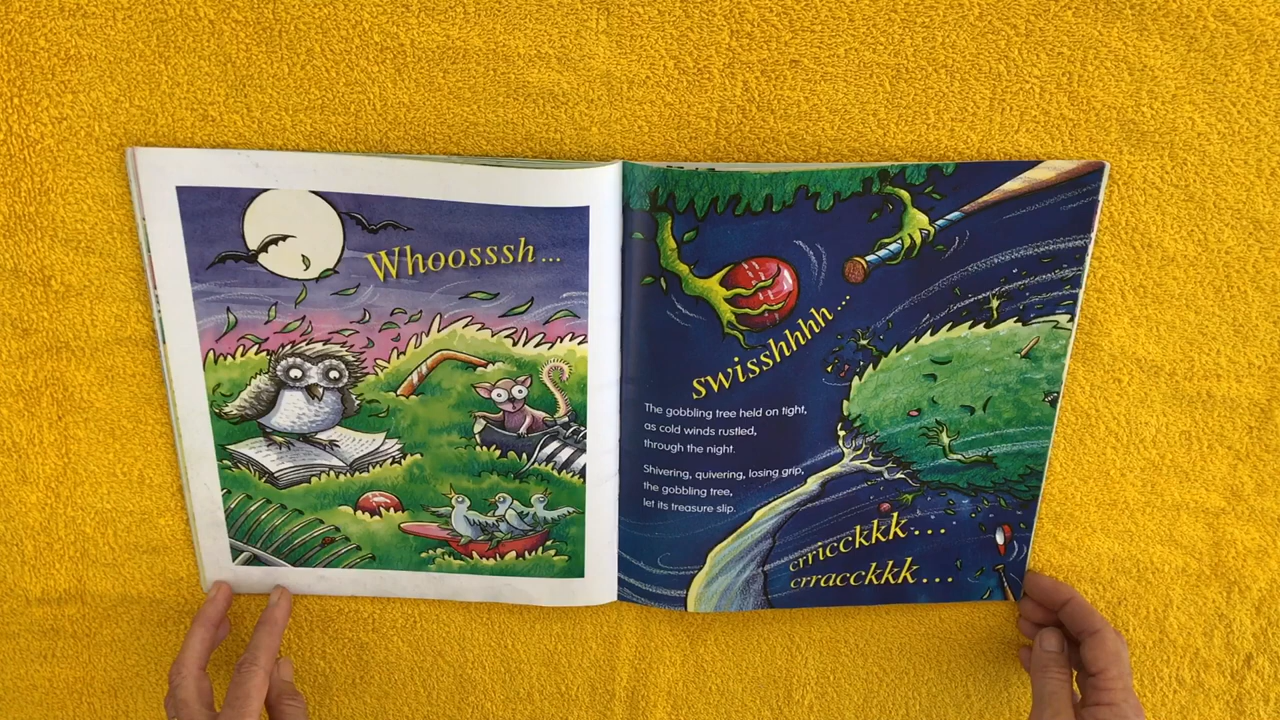 Whoosssh...
swisshhhh...
The gobbling tree held on tight,
as cold winds rustled,
through the night.
Shivering, quivering, losing grip,
the gobbling tree,
let its treasure slip.
crricckkk...
crracckkk...